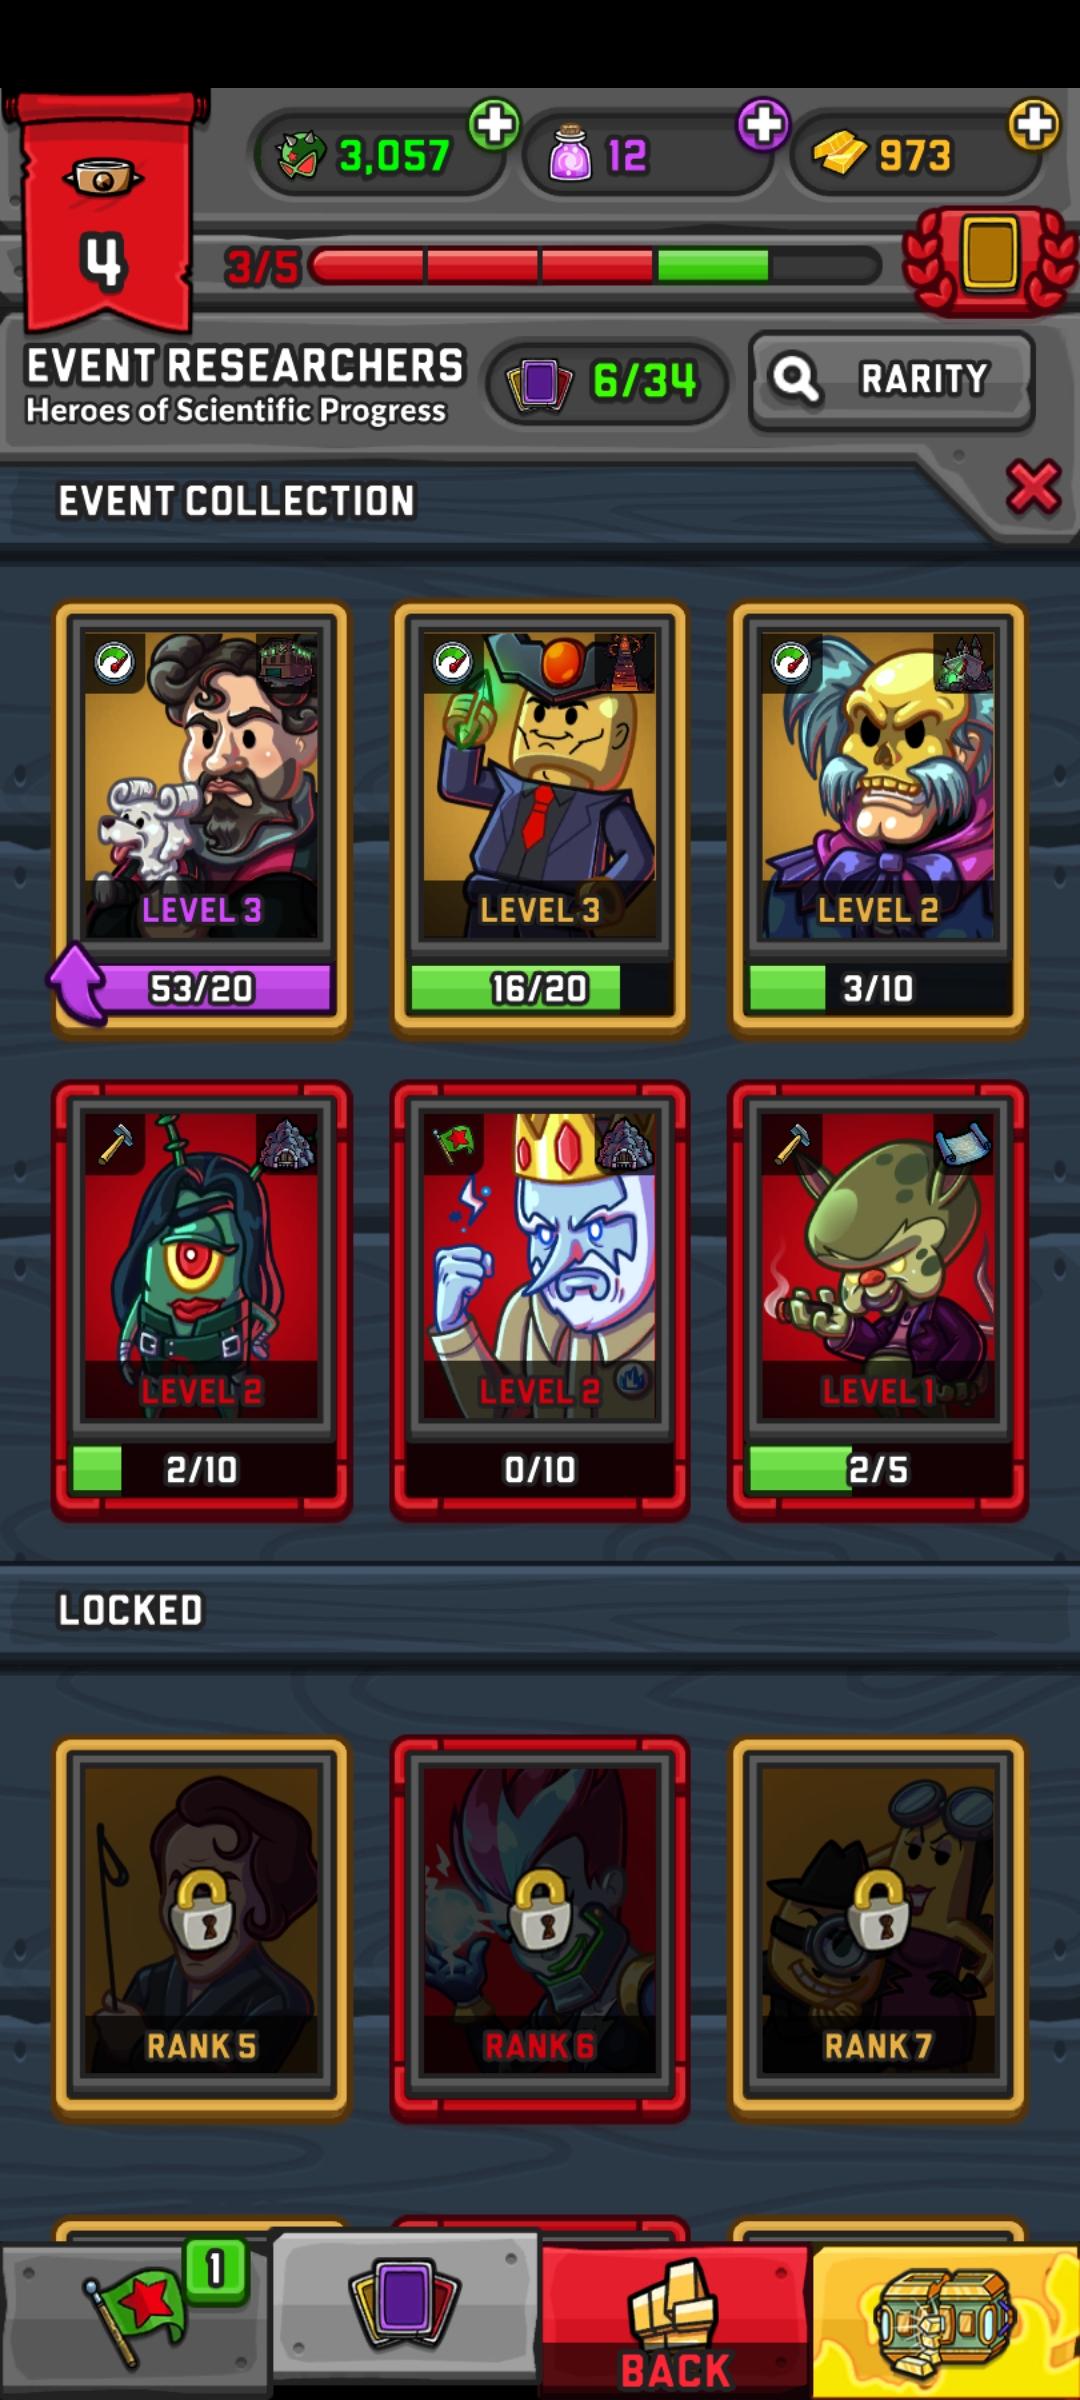 3,057
12
973
4
3/5
EVENT RESEARCHERS
Heroes of Scientific Progress
6/34
RARITY
EVENT COLLECTION
LEVEL 3
LEVEL 3
LEVEL 2
53/20
16/20
3/10
LEVEL 2
LEVEL 2
LEVEL 1
2/10
0/10
2/5
LOCKED
RANK 5
RANK 6
RANK 7
1
BACK